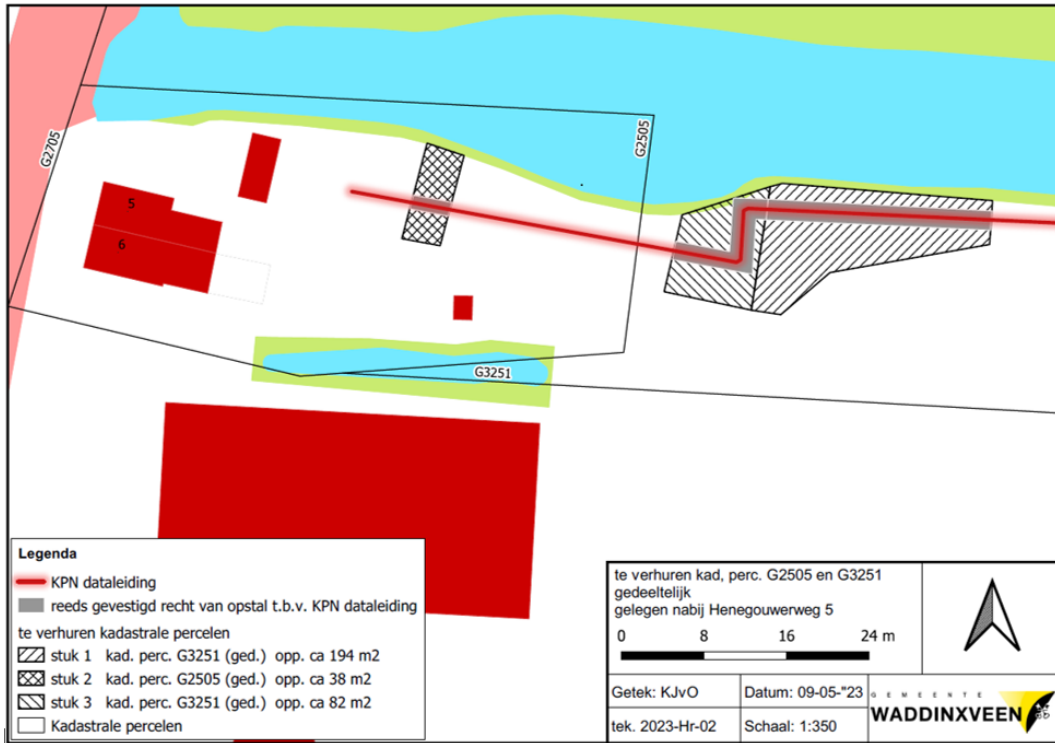 G2705
G2505
5
6
G3251
Legenda
KPN dataleiding
reeds gevestigd recht van opstal t.b.v. KPN dataleiding
te verhuren kadastrale percelen
stuk 1 kad. perc. G3251 (ged.) opp. ca 194 m2
stuk 2 kad. perc. G2505 (ged.) opp. ca 38 m2
stuk 3 kad. perc. G3251 (ged.) opp. ca 82 m2
Kadastrale percelen
te verhuren kad, perc. G2505 en G3251
gedeeltelijk
gelegen nabij Henegouwerweg 5
0 8 16 24 m
Getek: KJvO
Datum: 09-05-"23
tek. 2023-Hr-02
Schaal: 1:350
GEMEENTE
WADDINXVEEN